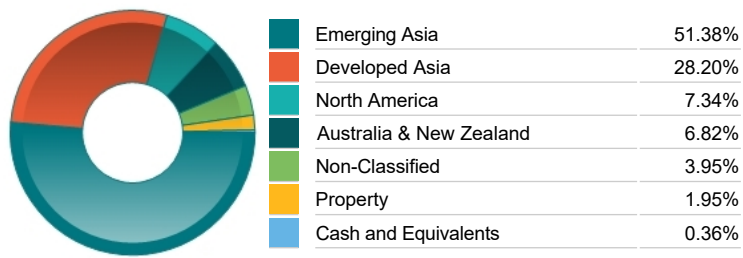 Emerging Asia 51.38%
Developed Asia 28.20%
North America 7.34%
Australia & New Zealand 6.82%
Non-Classified 3.95%
Property 1.95%
Cash and Equivalents 0.36%